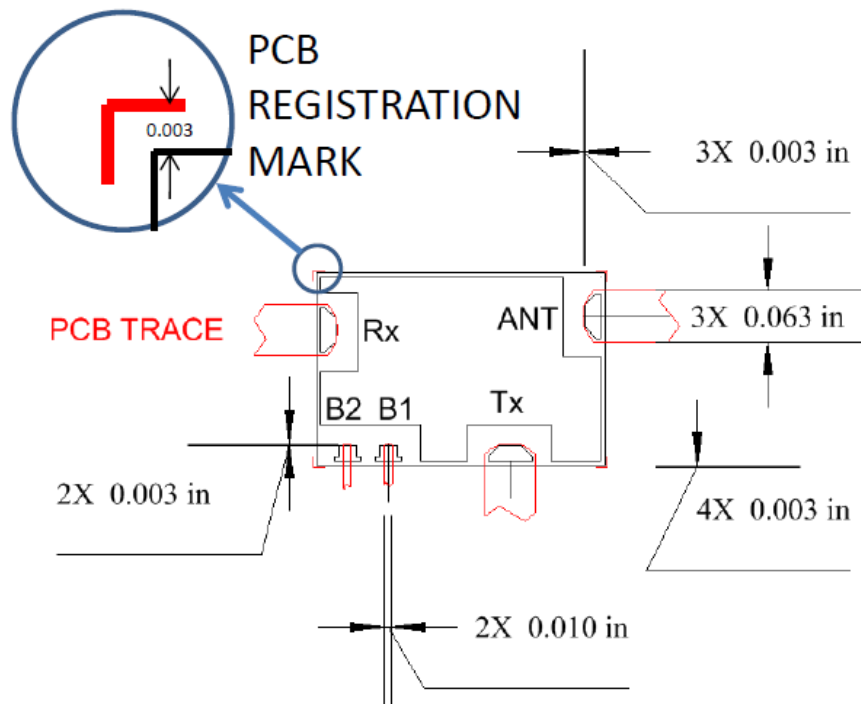 PCB
REGISTRATION
MARK
0.003
3X 0.003 in
PCB TRACE
Rx
ANT
3X 0.063 in
B2 B1
Tx
2X 0.003 in
4X 0.003 in
2X 0.010 in